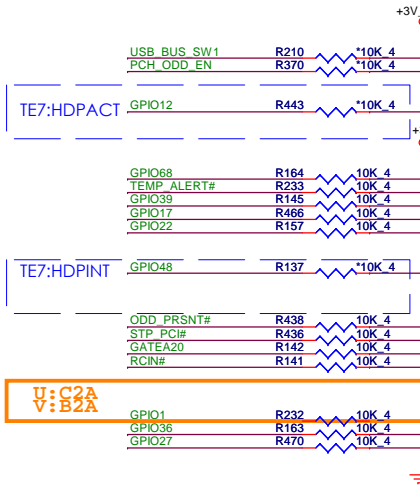 +3V
USB_BUS_SW1 R210 *10K_4
PCH_ODD_EN R370 *10K_4
TE7:HDPACT GPIO12 R443 *10K_4
+
GPIO68 R164 10K_4
TEMP_ALERT# R233 10K_4
GPIO39 R145 10K_4
GPIO17 R466 10K_4
GPIO22 R157 10K_4
TE7:HDPINT GPIO48 R137 *10K_4
ODD_PRSNT# R438 10K_4
STP_PCI# R436 10K_4
GATEA20 R142 10K_4
RCIN# R141 10K_4
U:C2A
V:B2A
GPIO1 R232 10K_4
GPIO36 R163 10K_4
GPIO27 R470 10K_4